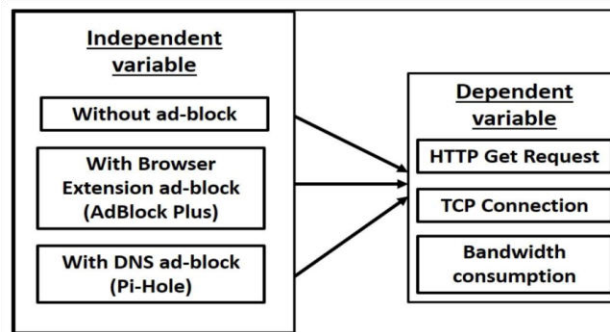 Independent
variable
Without ad-block
With Browser
Extension ad-block
(AdBlock Plus)
With DNS ad-block
(Pi-Hole)
Dependent
variable
HTTP Get Request
TCP Connection
Bandwidth
consumption